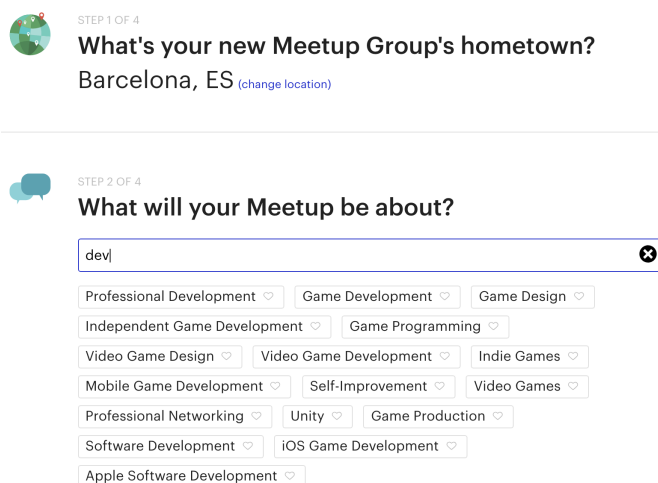 STEP 1 OF 4
What's your new Meetup Group's hometown?
Barcelona, ES (change location)
STEP 2 OF 4
What will your Meetup be about?
dev
Professional Development Game Development Game Design
Independent Game Development Game Programming
Video Game Design Video Game Development Indie Games
Mobile Game Development Self-Improvement Video Games
Professional Networking Unity Game Production
Software Development iOS Game Development
Apple Software Development